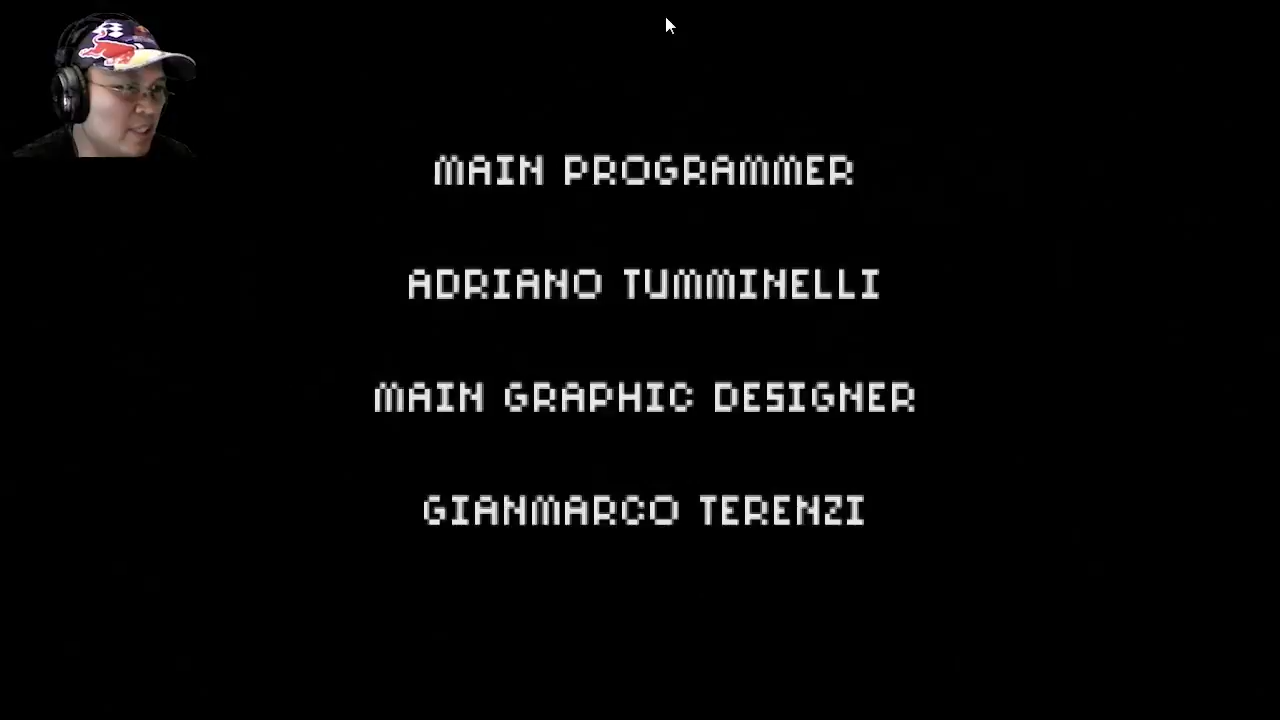 MAIN PROGRAMMER
ADRIANO TUMMINELLI
MAIN GRAPHIC DESIGNER
GIANMARCO TERENZI